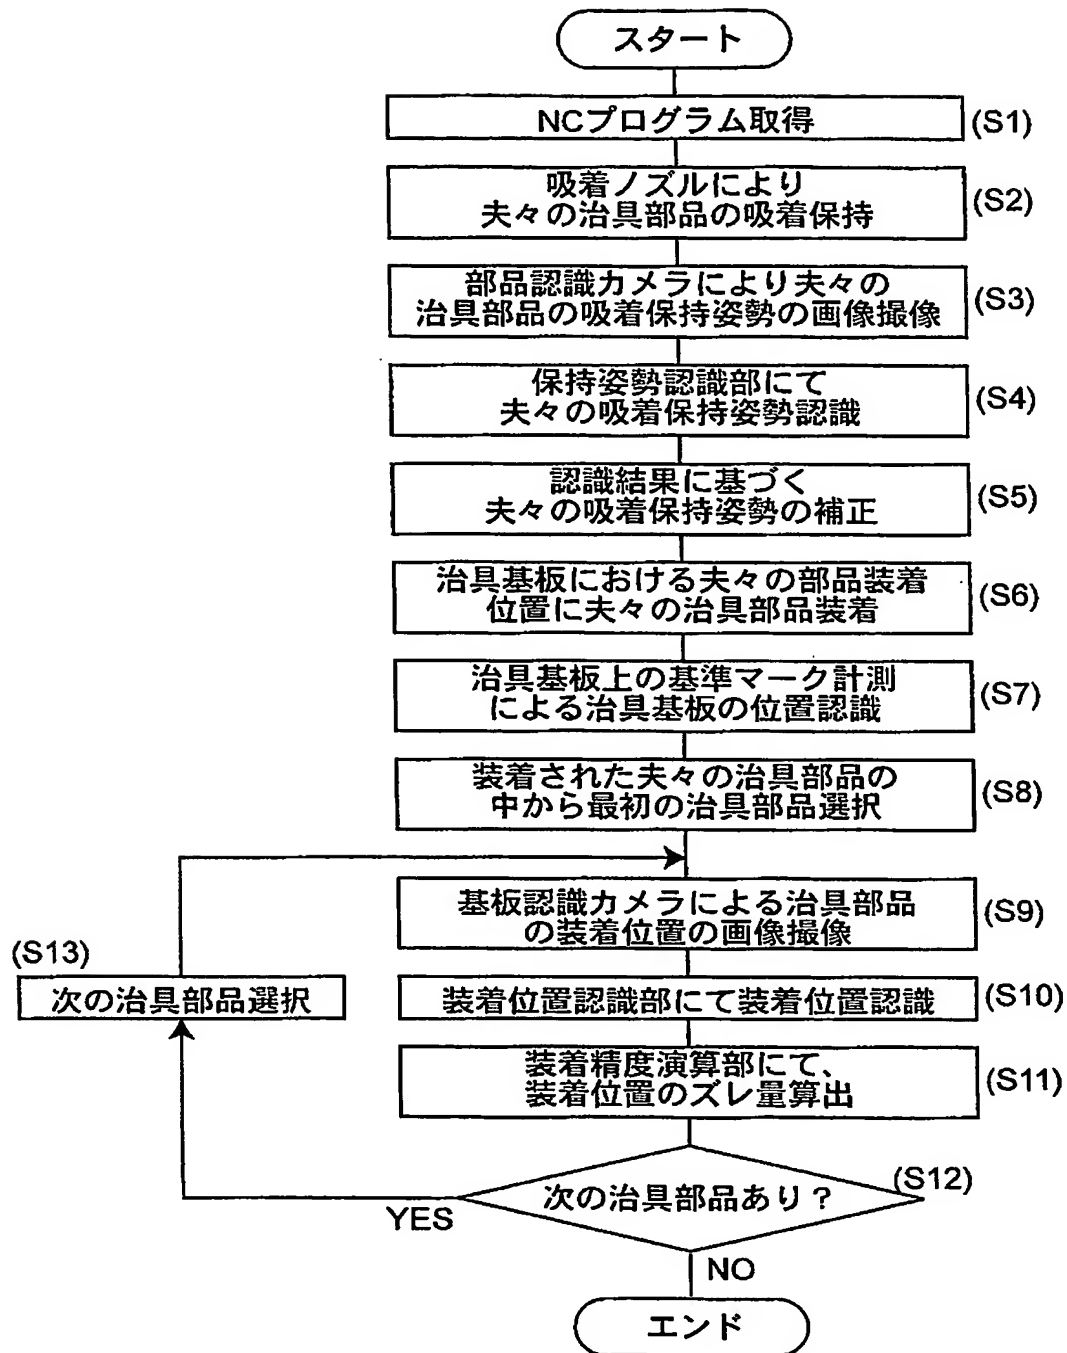 スタート
NCプログラム取得
(S1)
吸着ノズルにより
夫々の治具部品の吸着保持
(S2)
部品認識カメラにより夫々の
治具部品の吸着保持姿勢の画像撮像
(S3)
保持姿勢認識部にて
夫々の吸着保持姿勢認識
(S4)
認識結果に基づく
夫々の吸着保持姿勢の補正
(S5)
治具基板における夫々の部品装着
位置に夫々の治具部品装着
(S6)
治具基板上の基準マーク計測
による治具基板の位置認識
(S7)
装着された夫々の治具部品の
中から最初の治具部品選択
(S8)
基板認識カメラによる治具部品
の装着位置の画像撮像
(S9)
(S13)
次の治具部品選択
装着位置認識部にて装着位置認識
(S10)
装着精度演算部にて、
装着位置のズレ量算出
(S11)
次の治具部品あり？
(S12)
YES
NO
エンド